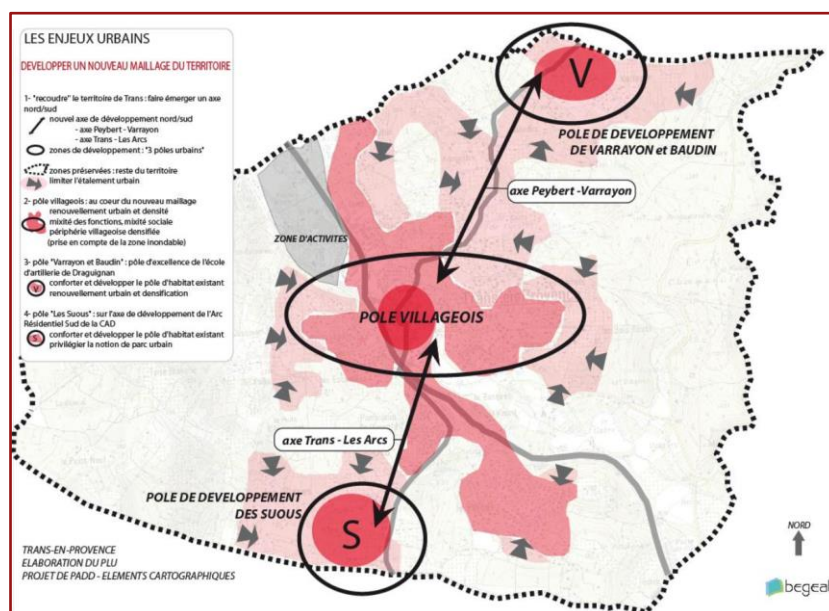 LES ENJEUX URBAINS
DEVELOPPER UN NOUVEAU MAILLAGE DU TERRITOIRE
1- "recoudre" le territoire de Trans : faire émerger un axe
nord/sud
nouvel axe de développement nord/sud
- axe Peybert - Varrayon
- axe Trans - Les Arcs
zones de développement : "3 pôles urbains"
zones préservées : reste du territoire
limiter l'étalement urbain
2- pôle villageois : au coeur du nouveau maillage
renouvellement urbain et densité
mixité des fonctions, mixité sociale
périphérie villageoise densifiée
(prise en compte de la zone inondable)
3- pôle "Varrayon et Baudin" : pôle d'excellence de l'école
d'artillerie de Draguignan
V
conforter et développer le pôle d'habitat existant
renouvellement urbain et densification
4- pôle "Les Suous" : sur l'axe de développement de l'Arc
Résidentiel Sud de la CAD
S
conforter et développer le pôle d'habitat existant
privilégier la notion de parc urbain
V
POLE DE DEVELOPPEMENT
DE VARRAYON et BAUDIN
axe Peybert -Varrayon
ZONE D'ACTIVITES
POLE VILLAGEOIS
axe Trans - Les Arcs
POLE DE DEVELOPPEMENT
DES SUOUS
S
TRANS-EN-PROVENCE
ELABORATION DU PLU
PROJET DE PADD - ELEMENTS CARTOGRAPHIQUES
NORD
begeat